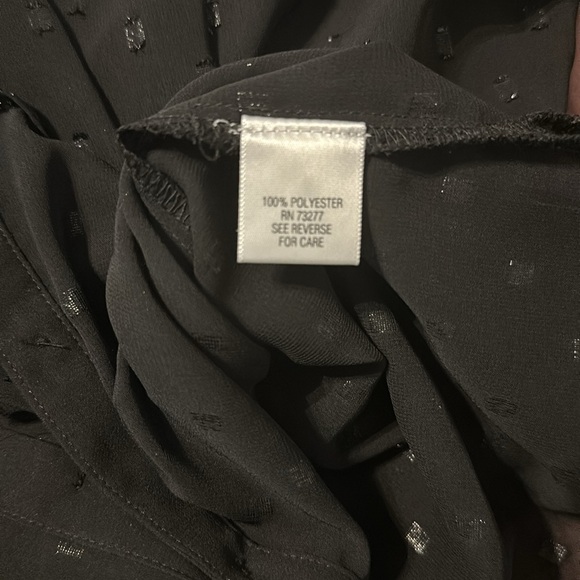 100% POLYESTER
RN 73277
SEE REVERSE
FOR CARE